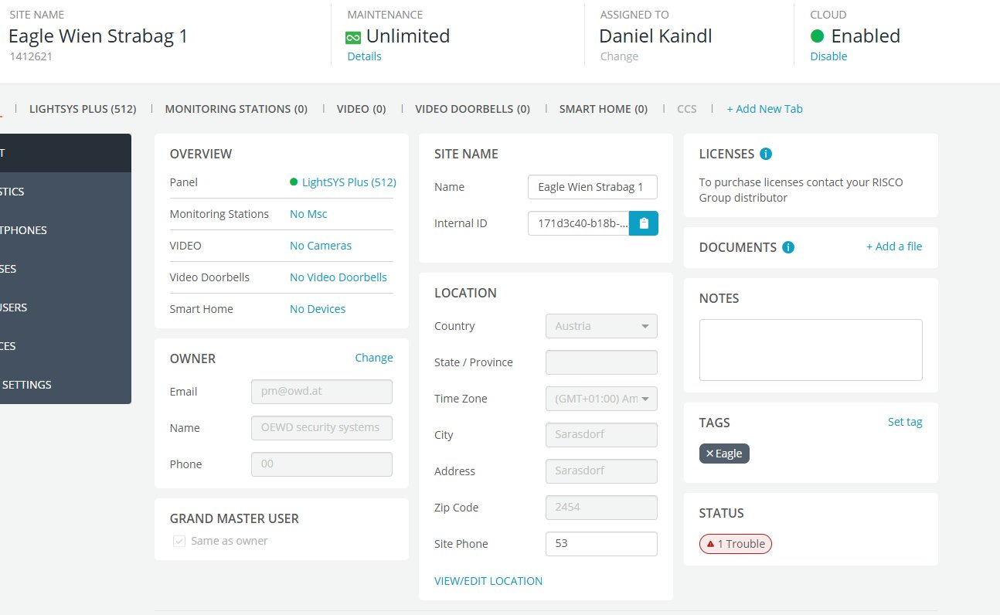 SITE NAME
Eagle Wien Strabag 1
1412621
MAINTENANCE
Unlimited
Details
ASSIGNED TO
Daniel Kaindl
Change
CLOUD
Enabled
Disable
LIGHTSYS PLUS (512)
MONITORING STATIONS (0)
VIDEO (0)
VIDEO DOORBELLS (0)
SMART HOME (0)
CCS
+ Add New Tab
T
STICS
TPHONES
SES
USERS
CES
SETTINGS
OVERVIEW
Panel LightSYS Plus (512)
Monitoring Stations No Msc
VIDEO No Cameras
Video Doorbells No Video Doorbells
Smart Home No Devices
OWNER Change
Email pm@owd.at
Name OEWD security systems
Phone 00
GRAND MASTER USER
Same as owner
SITE NAME
Name Eagle Wien Strabag 1
Internal ID 171d3c40-b18b-...
LOCATION
Country Austria
State / Province
Time Zone (GMT+01:00) Am
City Sarasdorf
Address Sarasdorf
Zip Code 2454
Site Phone 53
VIEW/EDIT LOCATION
LICENSES i
To purchase licenses contact your RISCO
Group distributor
DOCUMENTS i + Add a file
NOTES
TAGS Set tag
Eagle
STATUS
1 Trouble